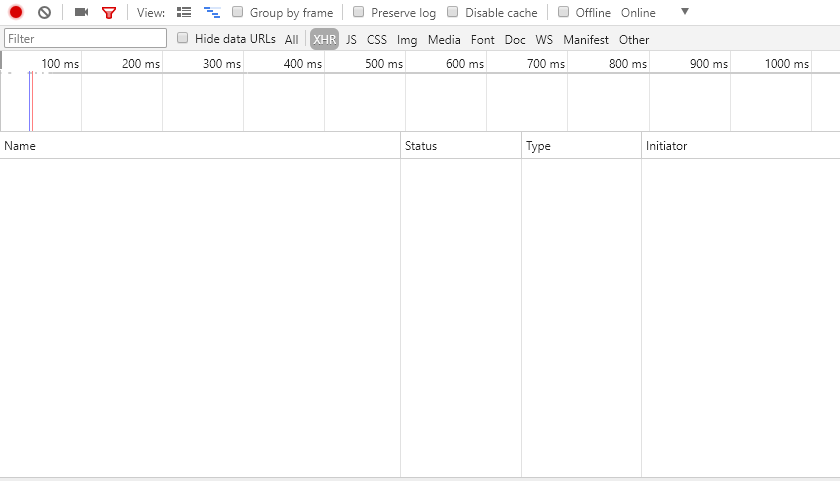 View: Group by frame Preserve log Disable cache Offline Online
Filter Hide data URLs All XHR JS CSS Img Media Font Doc WS Manifest Other
100 ms 200 ms 300 ms 400 ms 500 ms 600 ms 700 ms 800 ms 900 ms 1000 ms
Name Status Type Initiator